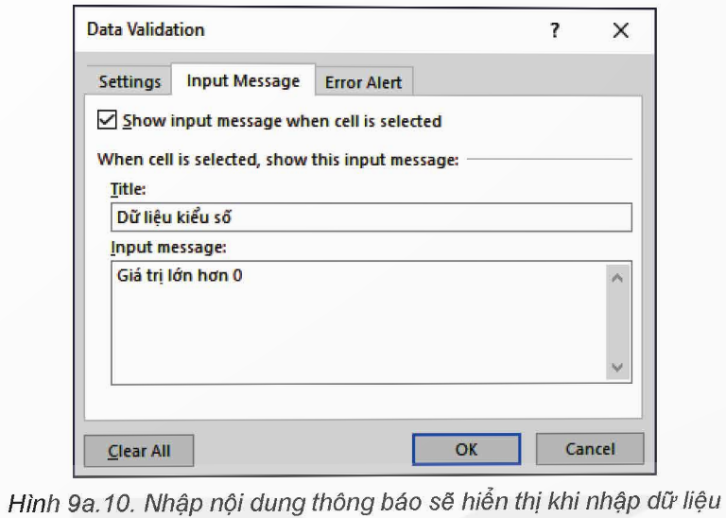 Data Validation ? ×
Settings Input Message Error Alert
Show input message when cell is selected
When cell is selected, show this input message:
Title:
Dữ liệu kiểu số
Input message:
Giá trị lớn hơn 0
Clear All OK Cancel
Hình 9a.10. Nhập nội dung thông báo sẽ hiển thị khi nhập dữ liệu